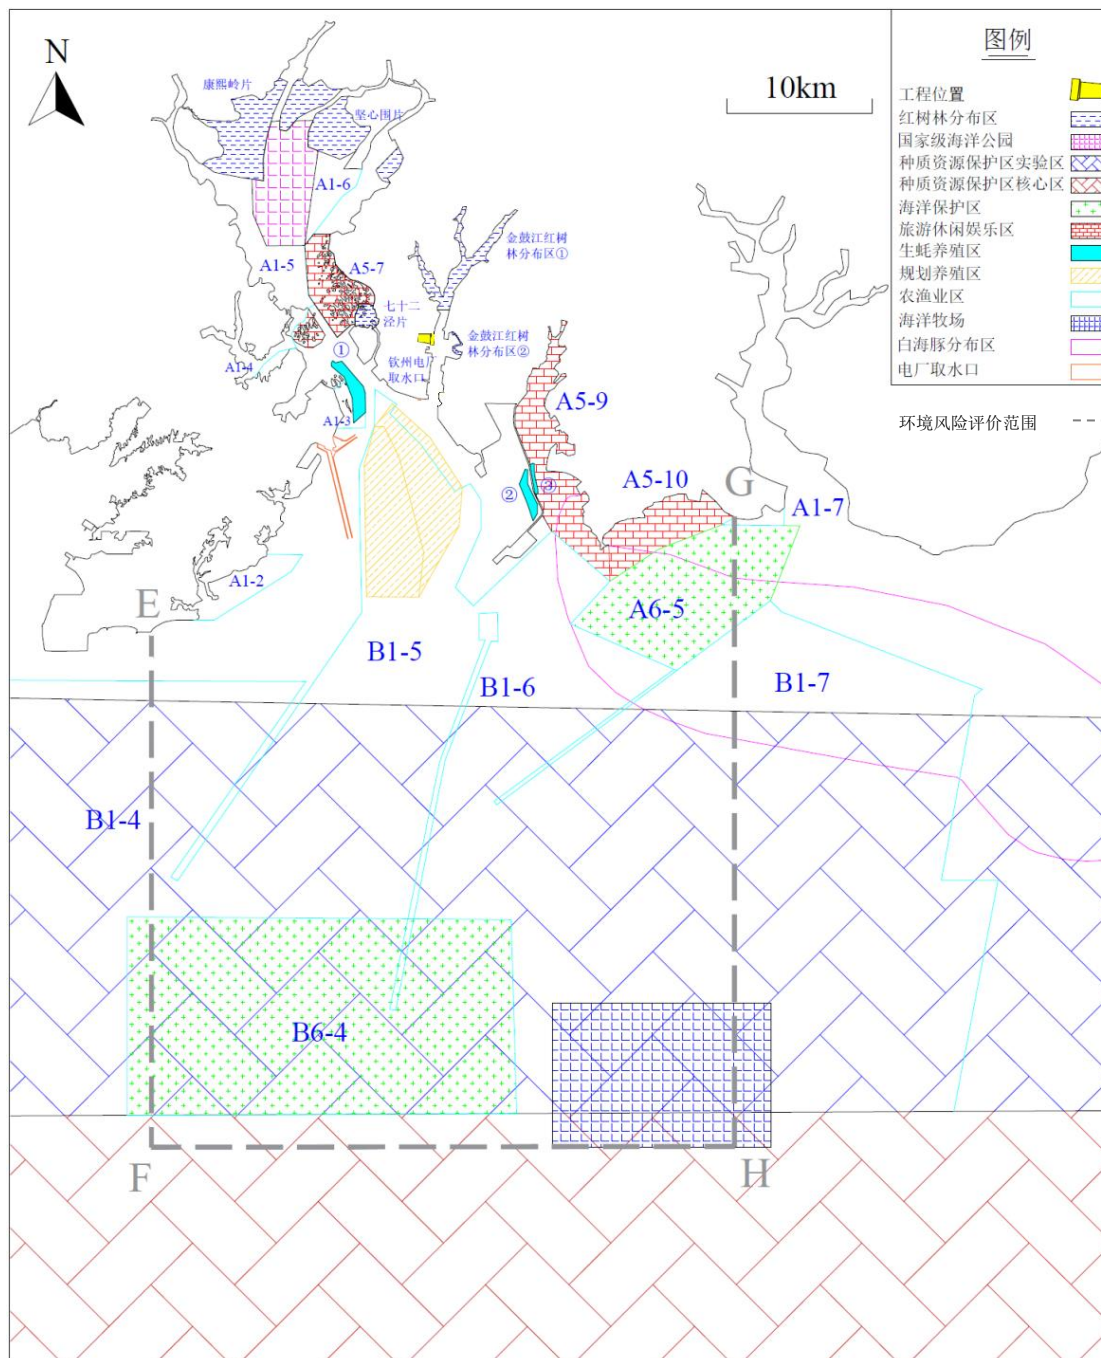 N
10km
图例
工程位置
红树林分布区
国家级海洋公园
种质资源保护区实验区
种质资源保护区核心区
海洋保护区
旅游休闲娱乐区
生蚝养殖区
规划养殖区
农渔业区
海洋牧场
白海豚分布区
电厂取水口
环境风险评价范围
康熙岭片
坚心围片
A1-6
金鼓江红树
林分布区①
A1-5
A5-7
七十二
泾片
金鼓江红树
林分布区②
①
钦州电厂
取水口
A1-4
A1-3
A5-9
A5-10
G
②
③
A1-7
A1-2
E
A6-5
B1-5
B1-6
B1-7
B1-4
B6-4
F
H